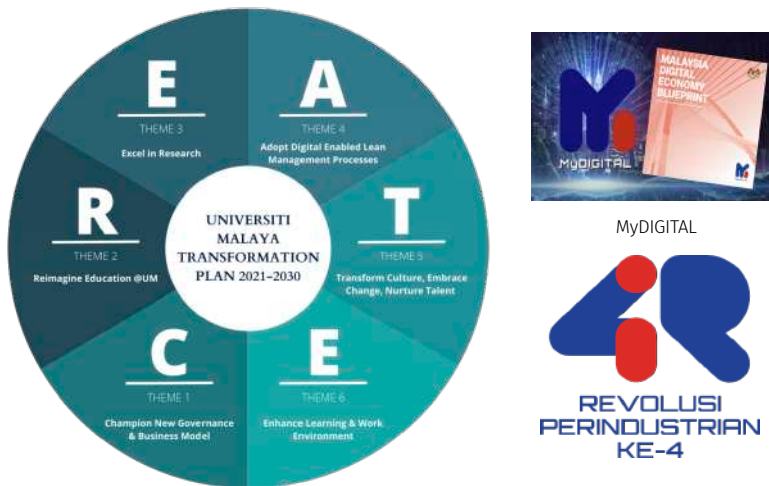 E
THEME 3
Excel in Research
A
THEME 4
Adopt Digital Enabled Lean
Management Processes
R
THEME 2
Reimagine Education @UM
UNIVERSITI
MALAYA
TRANSFORMATION
PLAN 2021–2030
T
THEME 5
Transform Culture, Embrace
Change, Nurture Talent
C
THEME 1
Champion New Governance
& Business Model
E
THEME 6
Enhance Learning & Work
Environment
MyDIGITAL
MALAYSIA
DIGITAL
ECONOMY
BLUEPRINT
MyDIGITAL
4IR
REVOLUSI
PERINDUSTRIAN
KE-4